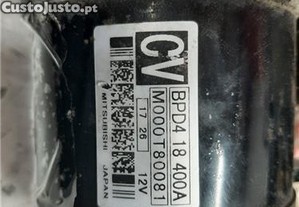 CustoJusto.pt
CV
BPD4 18 400A
M000T80081
17 26
12V
MITSUBISHI
JAPAN